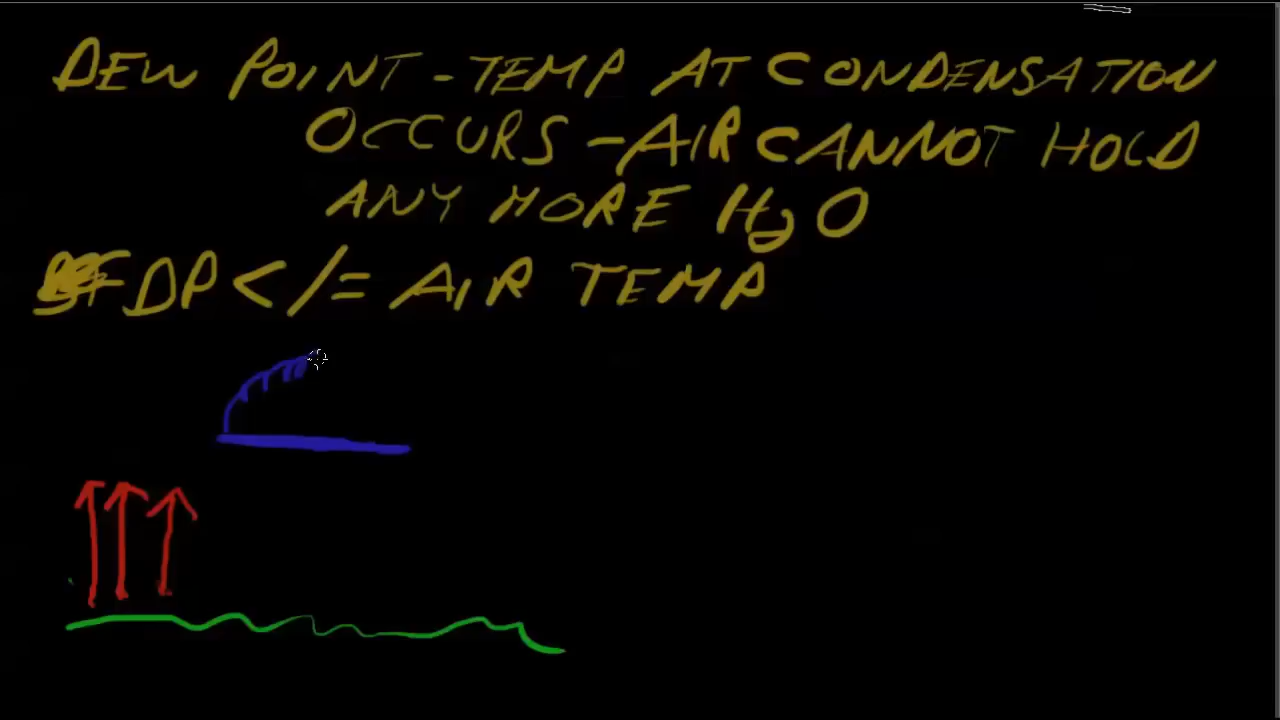 DEW POINT - TEMP AT CONDENSATION
OCCURS - AIR CANNOT HOLD
ANY MORE H2O
DP < / = AIR TEMP